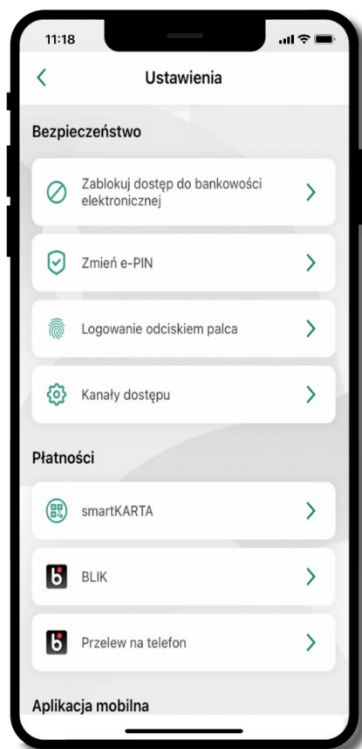 11:18
Ustawienia
Bezpieczeństwo
Zablokuj dostęp do bankowości
elektronicznej
Zmień e-PIN
Logowanie odciskiem palca
Kanały dostępu
Płatności
smartKARTA
BLIK
Przelew na telefon
Aplikacja mobilna